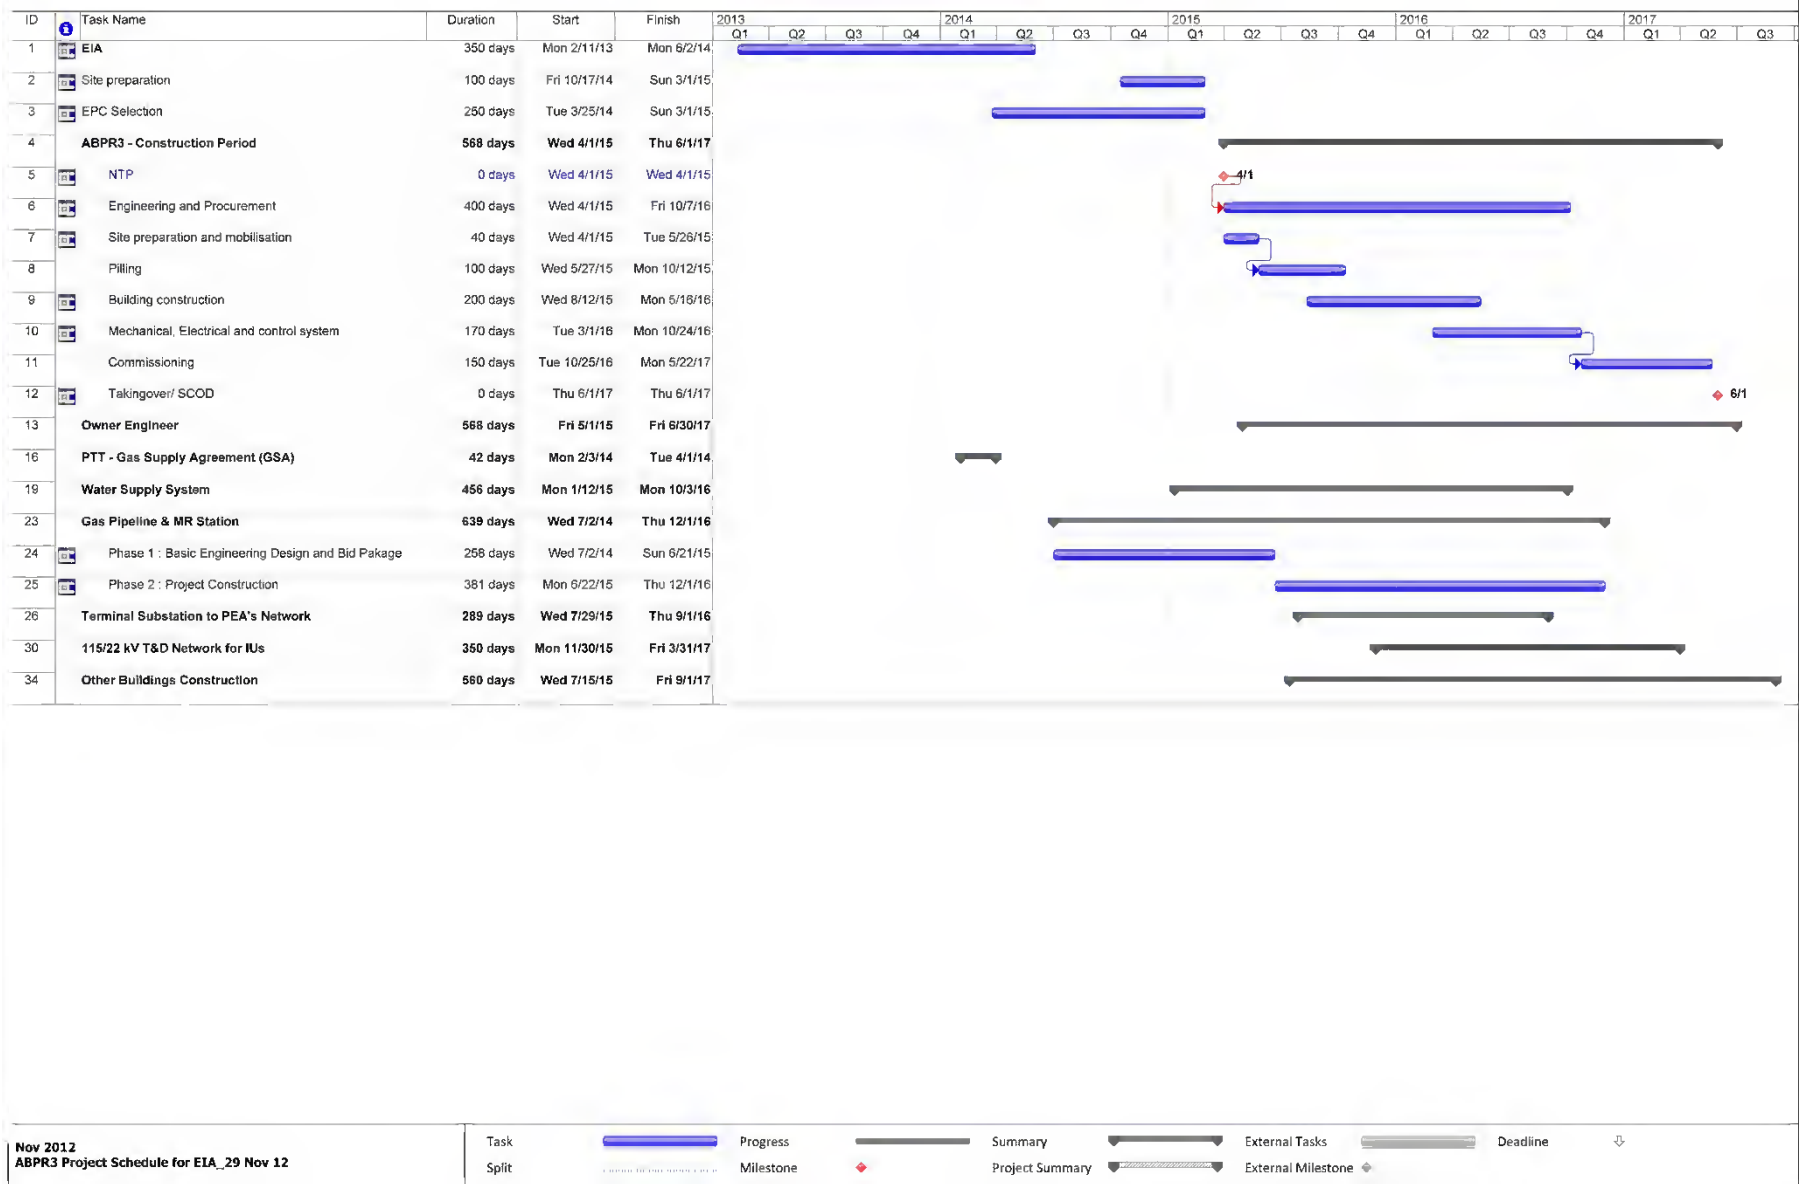 ID Task Name Duration Start Finish 2013 2014 2015 2016 2017
Q1 Q2 Q3 Q4 Q1 Q2 Q3 Q4 Q1 Q2 Q3 Q4 Q1 Q2 Q3 Q4 Q1 Q2 Q3
1 EIA 350 days Mon 2/11/13 Mon 6/2/14
2 Site preparation 100 days Fri 10/17/14 Sun 3/1/15
3 EPC Selection 250 days Tue 3/25/14 Sun 3/1/15
4 ABPR3 - Construction Period 568 days Wed 4/1/15 Thu 6/1/17
5 NTP 0 days Wed 4/1/15 Wed 4/1/15 4/1
6 Engineering and Procurement 400 days Wed 4/1/15 Fri 10/7/16
7 Site preparation and mobilisation 40 days Wed 4/1/15 Tue 5/26/15
8 Pilling 100 days Wed 5/27/15 Mon 10/12/15
9 Building construction 200 days Wed 8/12/15 Mon 5/16/16
10 Mechanical, Electrical and control system 170 days Tue 3/1/16 Mon 10/24/16
11 Commissioning 150 days Tue 10/25/16 Mon 5/22/17
12 Takingover/ SCOD 0 days Thu 6/1/17 Thu 6/1/17 6/1
13 Owner Engineer 568 days Fri 5/1/15 Fri 6/30/17
16 PTT - Gas Supply Agreement (GSA) 42 days Mon 2/3/14 Tue 4/1/14
19 Water Supply System 456 days Mon 1/12/15 Mon 10/3/16
23 Gas Pipeline & MR Station 639 days Wed 7/2/14 Thu 12/1/16
24 Phase 1 : Basic Engineering Design and Bid Pakage 258 days Wed 7/2/14 Sun 6/21/15
25 Phase 2 : Project Construction 381 days Mon 6/22/15 Thu 12/1/16
26 Terminal Substation to PEA's Network 289 days Wed 7/29/15 Thu 9/1/16
30 115/22 kV T&D Network for IUs 350 days Mon 11/30/15 Fri 3/31/17
34 Other Buildings Construction 560 days Wed 7/15/15 Fri 9/1/17
Nov 2012
ABPR3 Project Schedule for EIA_29 Nov 12
Task Progress Summary External Tasks Deadline
Split Milestone Project Summary External Milestone